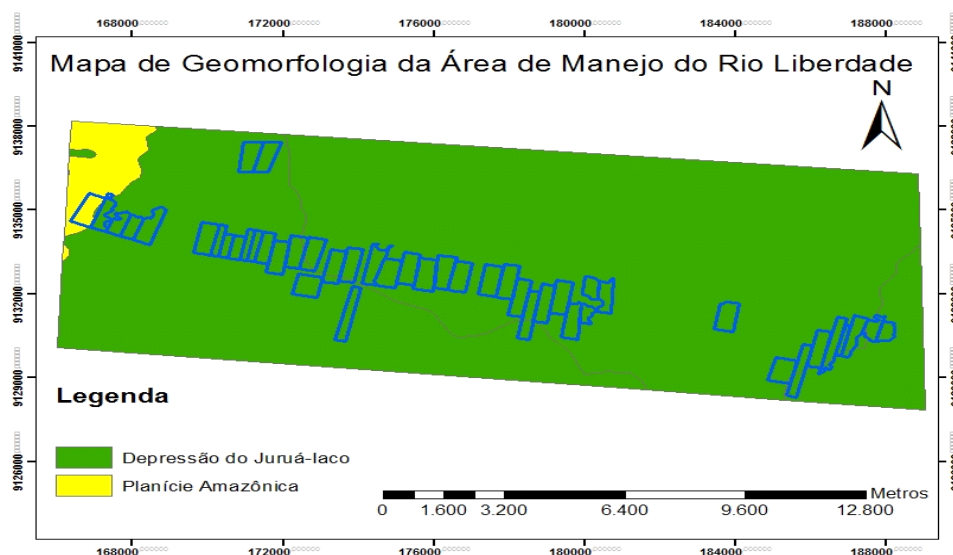 168000 172000 176000 180000 184000 188000
Mapa de Geomorfologia da Área de Manejo do Rio Liberdade
N
9141000
9138000
9135000
9132000
9129000
9126000
Legenda
Depressão do Juruá-Iaco
Planície Amazônica
Metros
0 1.600 3.200 6.400 9.600 12.800
168000 172000 176000 180000 184000 188000